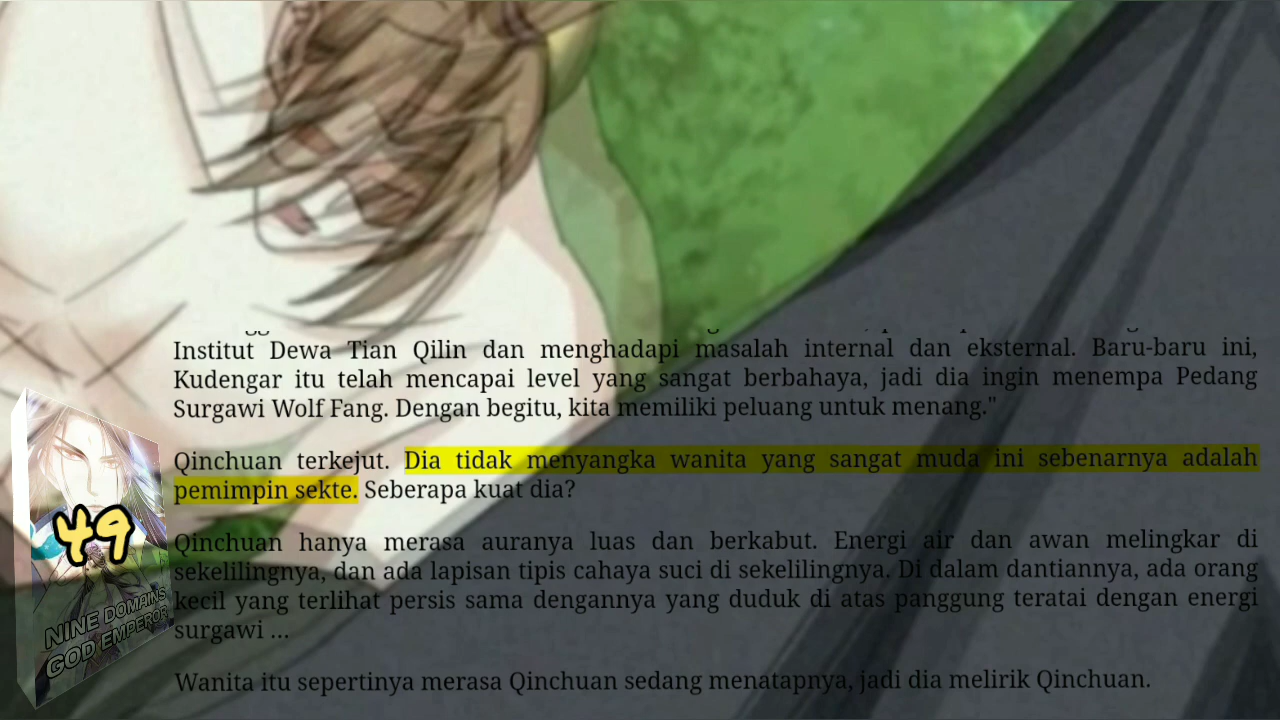 Institut Dewa Tian Qilin dan menghadapi masalah internal dan eksternal. Baru-baru ini,
Kudengar itu telah mencapai level yang sangat berbahaya, jadi dia ingin menempa Pedang
Surgawi Wolf Fang. Dengan begitu, kita memiliki peluang untuk menang."
Qinchuan terkejut. Dia tidak menyangka wanita yang sangat muda ini sebenarnya adalah
pemimpin sekte. Seberapa kuat dia?
Qinchuan hanya merasa auranya luas dan berkabut. Energi air dan awan melingkar di
sekelilingnya, dan ada lapisan tipis cahaya suci di sekelilingnya. Di dalam dantiannya, ada orang
kecil yang terlihat persis sama dengannya yang duduk di atas panggung teratai dengan energi
surgawi ...
Wanita itu sepertinya merasa Qinchuan sedang menatapnya, jadi dia melirik Qinchuan.
49
NINE DOMAINS
GOD EMPEROR